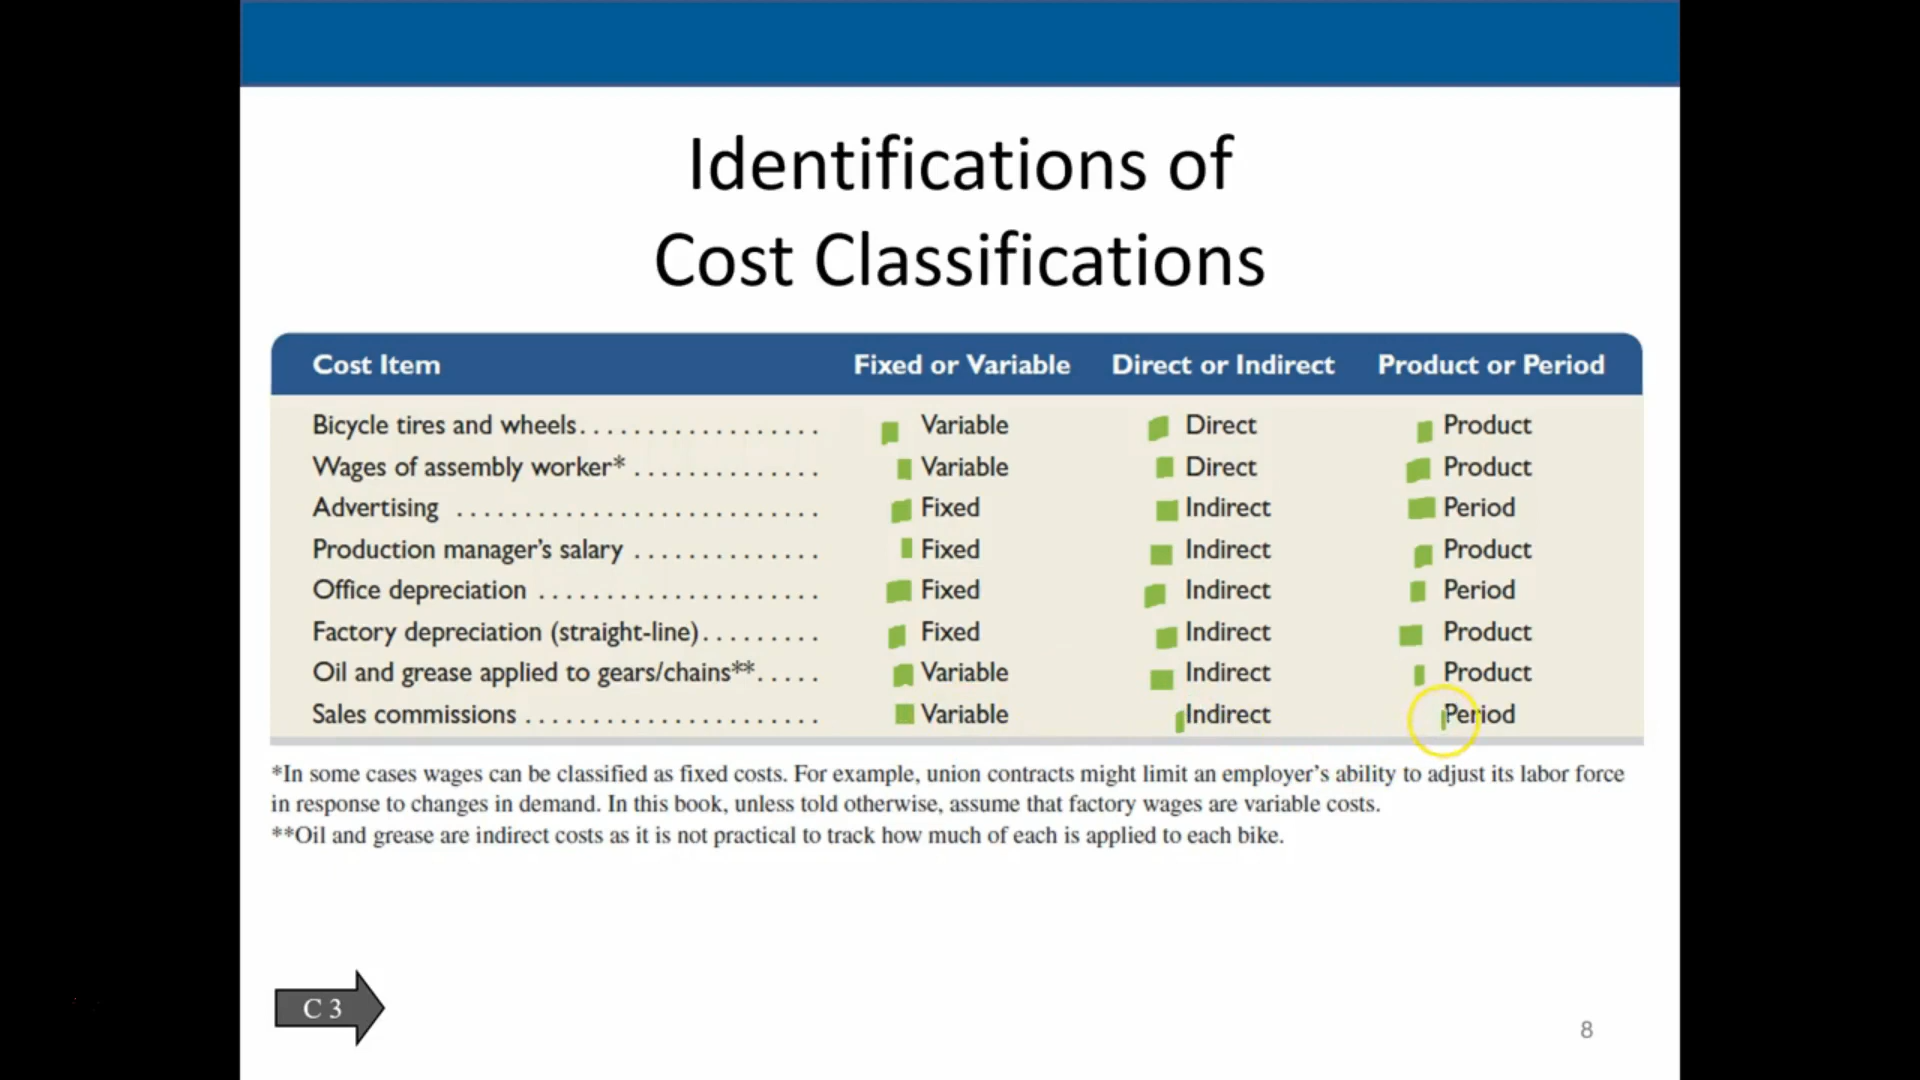 Identifications of
Cost Classifications
Cost Item Fixed or Variable Direct or Indirect Product or Period
Bicycle tires and wheels.................. Variable Direct Product
Wages of assembly worker* .............. Variable Direct Product
Advertising ........................... Fixed Indirect Period
Production manager's salary .............. Fixed Indirect Product
Office depreciation ..................... Fixed Indirect Period
Factory depreciation (straight-line)......... Fixed Indirect Product
Oil and grease applied to gears/chains**..... Variable Indirect Product
Sales commissions ...................... Variable Indirect Period
*In some cases wages can be classified as fixed costs. For example, union contracts might limit an employer's ability to adjust its labor force
in response to changes in demand. In this book, unless told otherwise, assume that factory wages are variable costs.
**Oil and grease are indirect costs as it is not practical to track how much of each is applied to each bike.
C 3
8